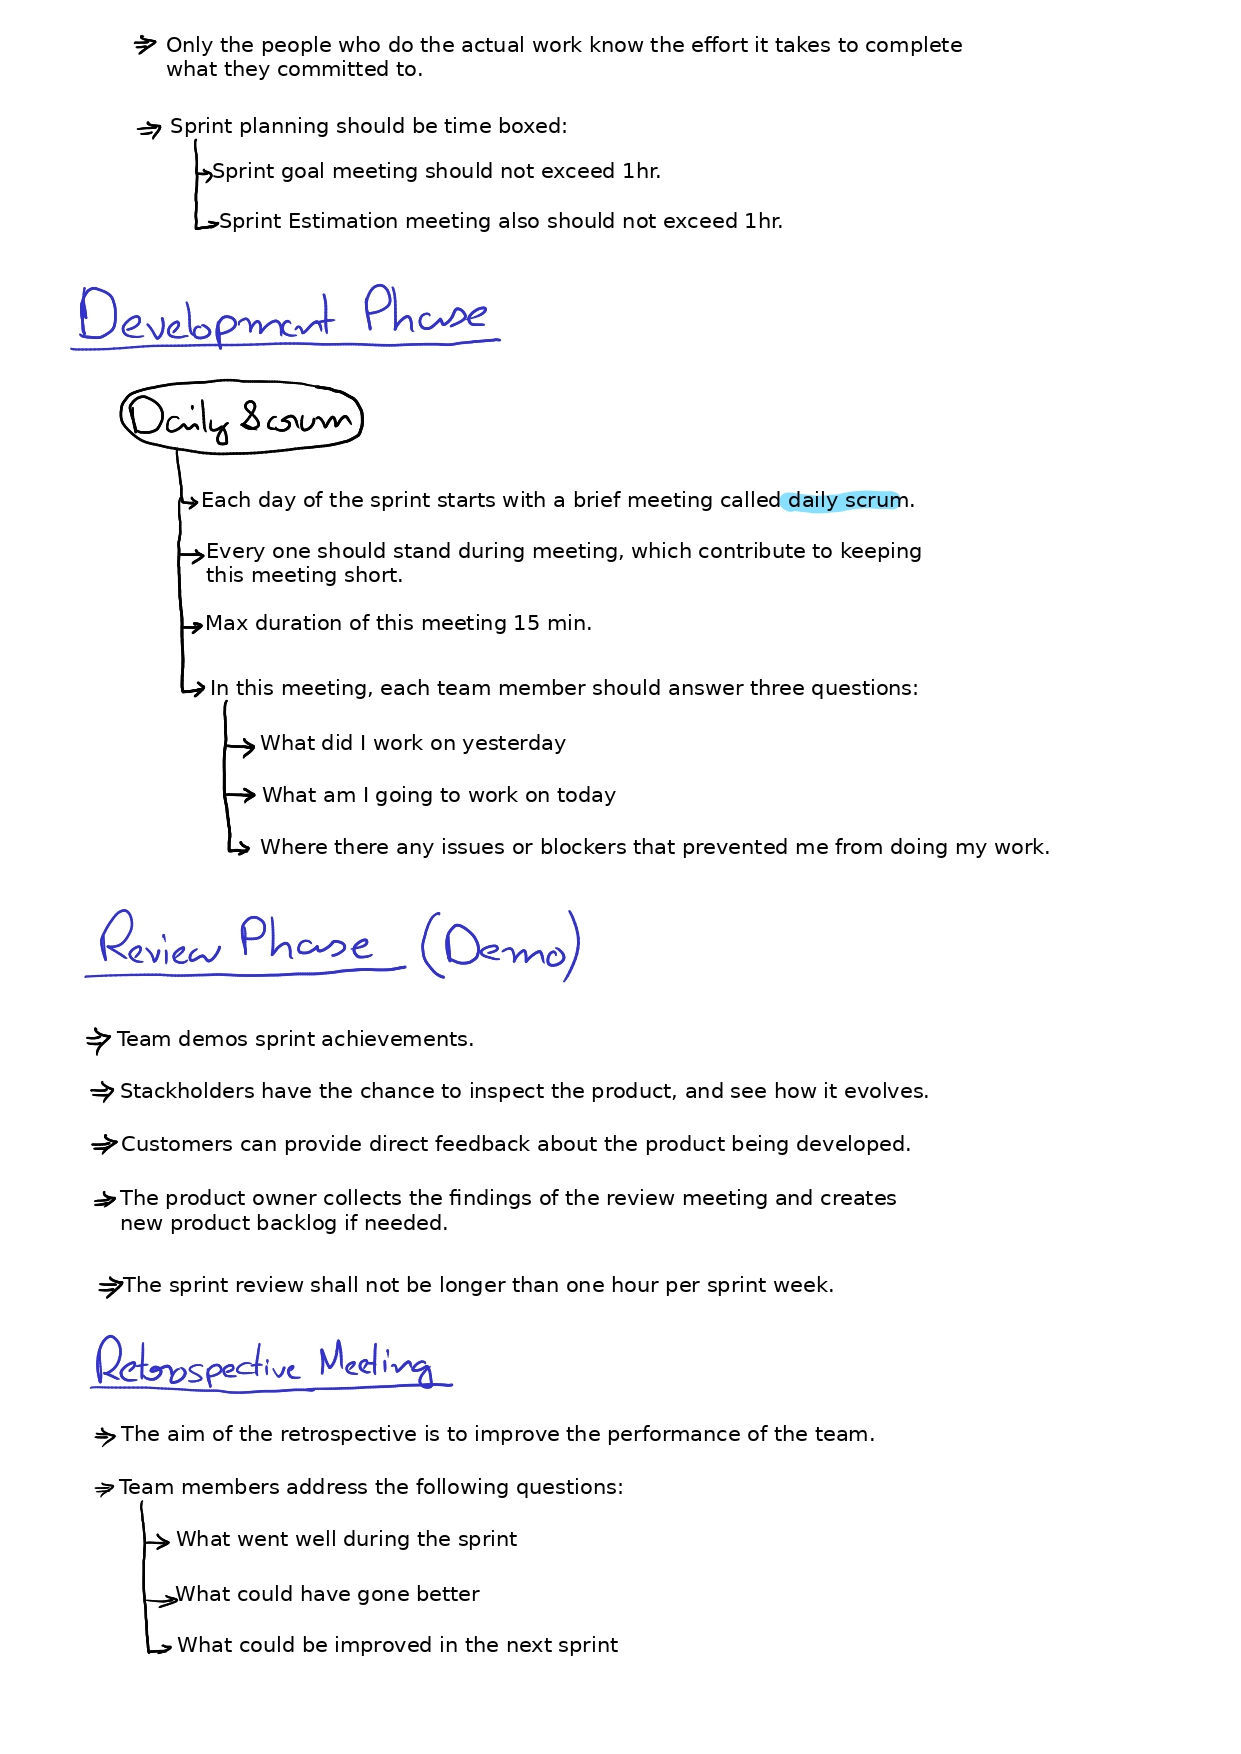 Only the people who do the actual work know the effort it takes to complete
what they committed to.
Sprint planning should be time boxed:
Sprint goal meeting should not exceed 1hr.
Sprint Estimation meeting also should not exceed 1hr.
Development Phase
Daily Scrum
Each day of the sprint starts with a brief meeting called daily scrum.
Every one should stand during meeting, which contribute to keeping
this meeting short.
Max duration of this meeting 15 min.
In this meeting, each team member should answer three questions:
What did I work on yesterday
What am I going to work on today
Where there any issues or blockers that prevented me from doing my work.
Review Phase (Demo)
Team demos sprint achievements.
Stackholders have the chance to inspect the product, and see how it evolves.
Customers can provide direct feedback about the product being developed.
The product owner collects the findings of the review meeting and creates
new product backlog if needed.
The sprint review shall not be longer than one hour per sprint week.
Retrospective Meeting
The aim of the retrospective is to improve the performance of the team.
Team members address the following questions:
What went well during the sprint
What could have gone better
What could be improved in the next sprint